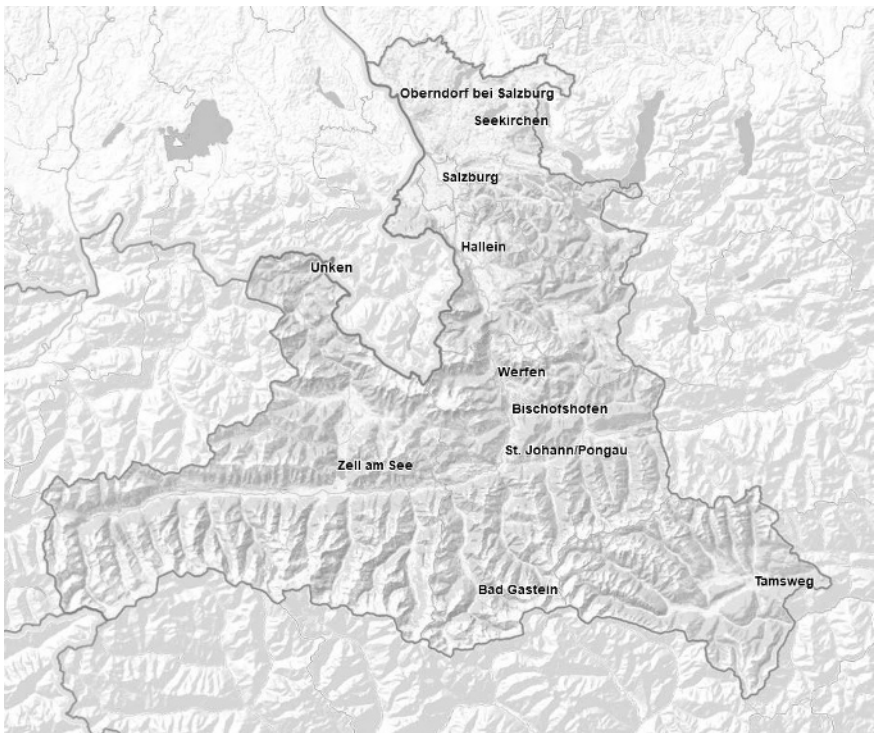 Oberndorf bei Salzburg
Seekirchen
Salzburg
Hallein
Unken
Werfen
Bischofshofen
St. Johann/Pongau
Zell am See
Bad Gastein
Tamsweg